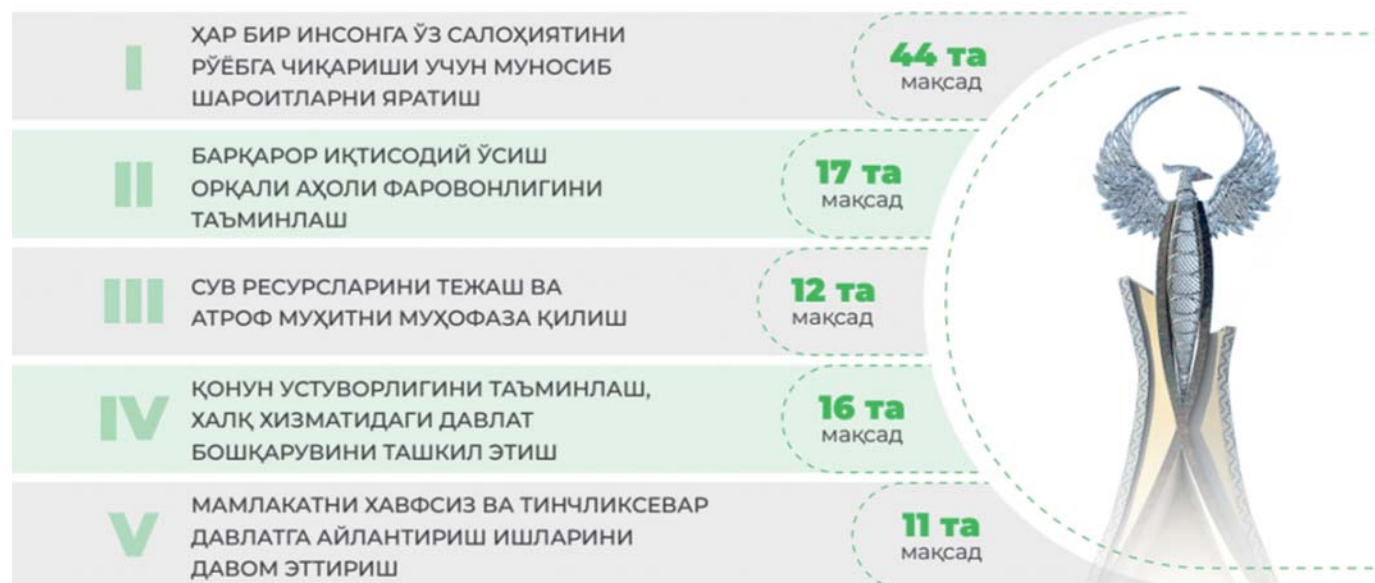 I
ҲАР БИР ИНСОНГА ЎЗ САЛОҲИЯТИНИ
РЎЁБГА ЧИҚАРИШИ УЧУН МУНОСИБ
ШАРОИТЛАРНИ ЯРАТИШ
44 та
мақсад
II
БАРҚАРОР ИҚТИСОДИЙ ЎСИШ
ОРҚАЛИ АҲОЛИ ФАРОВОНЛИГИНИ
ТАЪМИНЛАШ
17 та
мақсад
III
СУВ РЕСУРСЛАРИНИ ТЕЖАШ ВА
АТРОФ МУҲИТНИ МУҲОФАЗА ҚИЛИШ
12 та
мақсад
IV
ҚОНУН УСТУВОРЛИГИНИ ТАЪМИНЛАШ,
ХАЛҚ ХИЗМАТИДАГИ ДАВЛАТ
БОШҚАРУВИНИ ТАШКИЛ ЭТИШ
16 та
мақсад
V
МАМЛАКАТНИ ХАВФСИЗ ВА ТИНЧЛИКСЕВАР
ДАВЛАТГА АЙЛАНТИРИШ ИШЛАРИНИ
ДАВОМ ЭТТИРИШ
11 та
мақсад